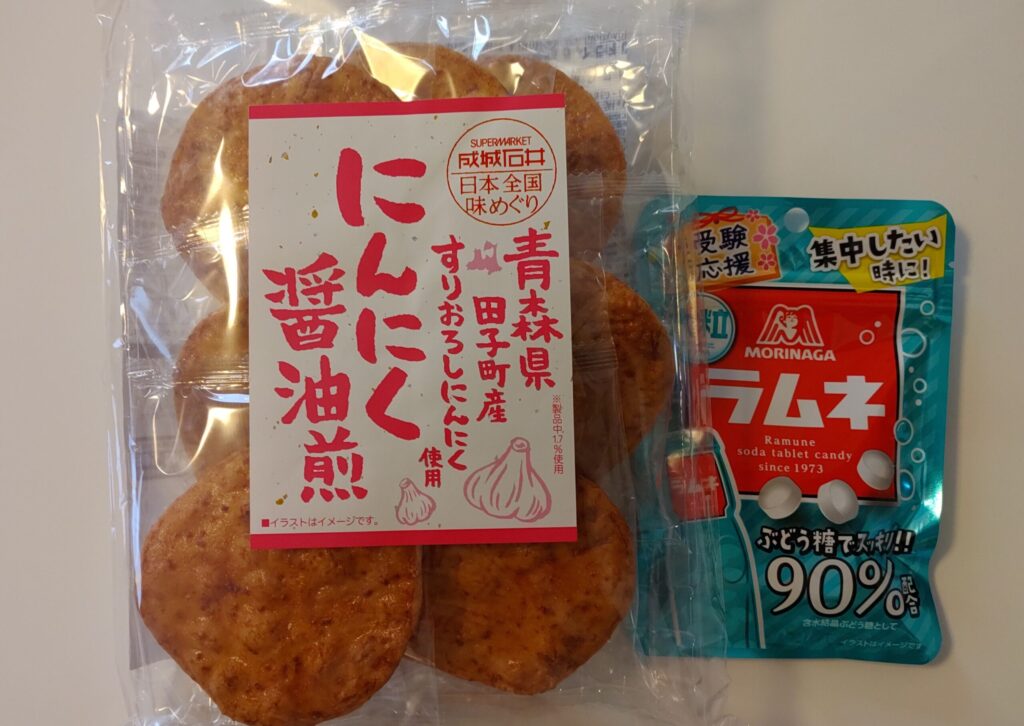 SUPERMARKET
成城石井
日本全国
味めぐり
青森県
田子町産
すりおろしにんにく
使用
※製品中1.7%使用
にんにく
醤油煎
■イラストはイメージです。
受験
応援
集中したい
時に!
粒
MORINAGA
ラムネ
Ramune
soda tablet candy
since 1973
ラムネ
ぶどう糖でスッキリ!!
90%配合
含水結晶ぶどう糖として
イラストはイメージです